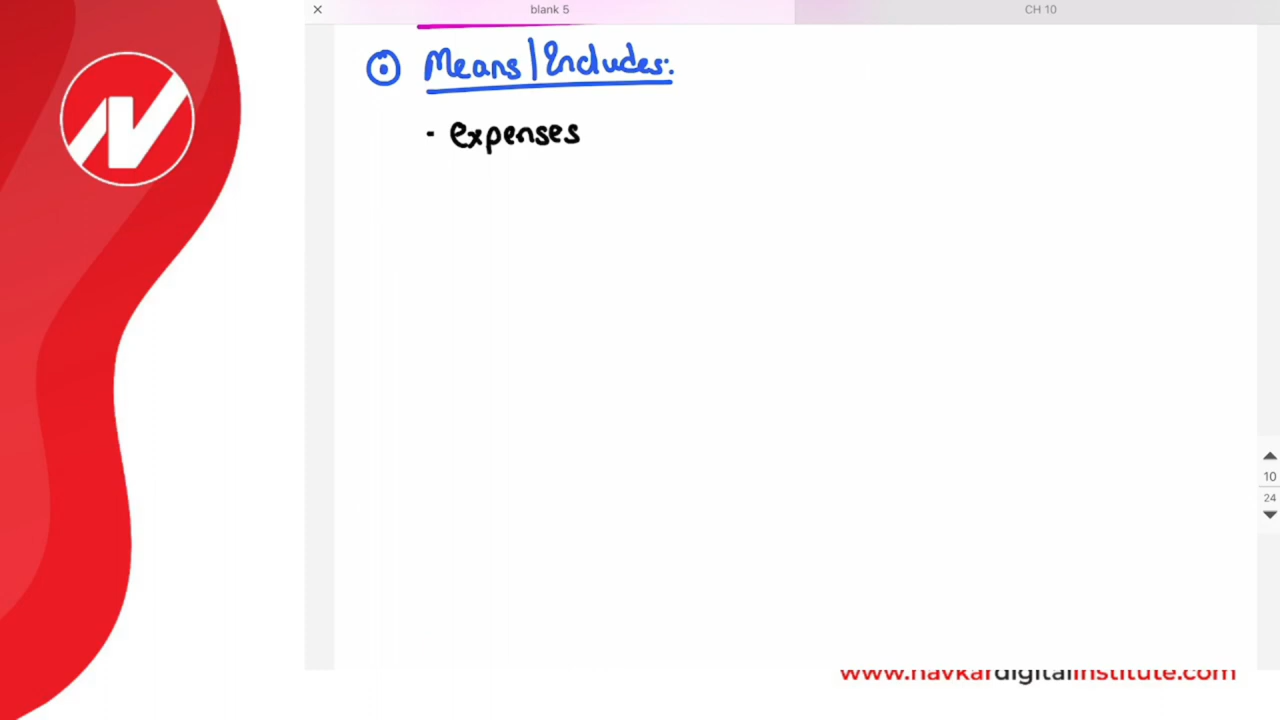 blank 5
CH 10
Means | Includes:
- expenses
10
24
www.navkardigitalinstitute.com